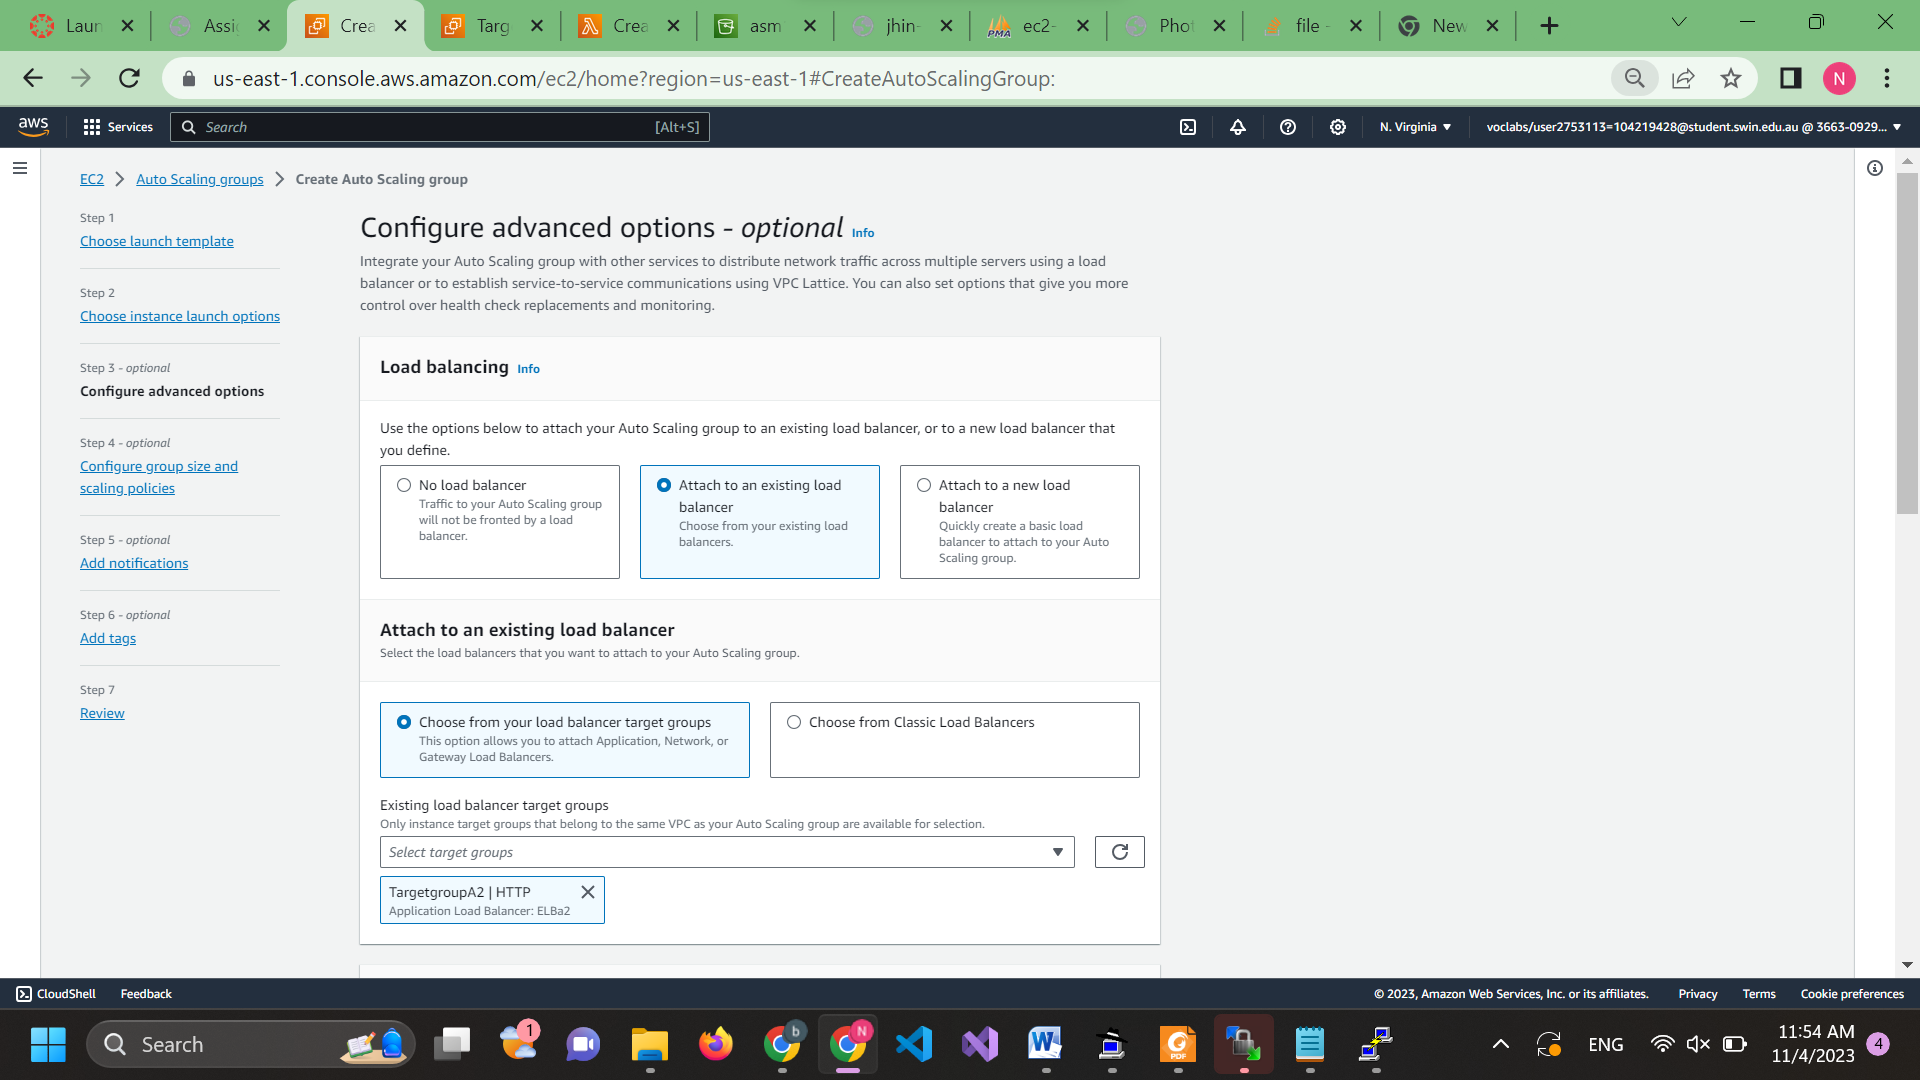 Laun
Assig
Crea
Targ
Crea
asm
jhin-
PMA
ec2-
Phot
file -
New
us-east-1.console.aws.amazon.com/ec2/home?region=us-east-1#CreateAutoScalingGroup:
N
aws
Services
Search
[Alt+S]
N. Virginia
voclabs/user2753113=104219428@student.swin.edu.au @ 3663-0929...
EC2
Auto Scaling groups
Create Auto Scaling group
Step 1
Choose launch template
Step 2
Choose instance launch options
Step 3 - optional
Configure advanced options
Step 4 - optional
Configure group size and
scaling policies
Step 5 - optional
Add notifications
Step 6 - optional
Add tags
Step 7
Review
Configure advanced options - optional Info
Integrate your Auto Scaling group with other services to distribute network traffic across multiple servers using a load
balancer or to establish service-to-service communications using VPC Lattice. You can also set options that give you more
control over health check replacements and monitoring.
Load balancing Info
Use the options below to attach your Auto Scaling group to an existing load balancer, or to a new load balancer that
you define.
No load balancer
Traffic to your Auto Scaling group
will not be fronted by a load
balancer.
Attach to an existing load
balancer
Choose from your existing load
balancers.
Attach to a new load
balancer
Quickly create a basic load
balancer to attach to your Auto
Scaling group.
Attach to an existing load balancer
Select the load balancers that you want to attach to your Auto Scaling group.
Choose from your load balancer target groups
This option allows you to attach Application, Network, or
Gateway Load Balancers.
Choose from Classic Load Balancers
Existing load balancer target groups
Only instance target groups that belong to the same VPC as your Auto Scaling group are available for selection.
Select target groups
TargetgroupA2 | HTTP
Application Load Balancer: ELBa2
CloudShell
Feedback
© 2023, Amazon Web Services, Inc. or its affiliates.
Privacy
Terms
Cookie preferences
Search
1
b
N
PDF
ENG
11:54 AM
11/4/2023
4